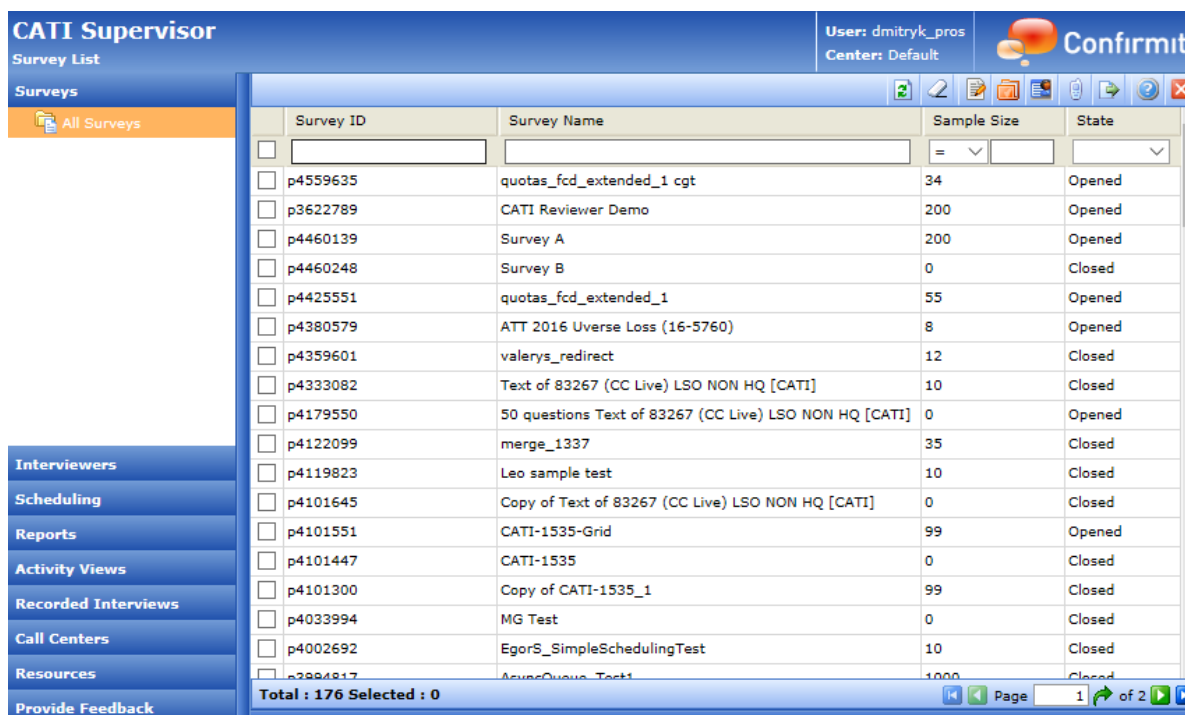 CATI Supervisor
Survey List
User: dmitryk_pros
Center: Default
Confirmit
Surveys
All Surveys
Interviewers
Scheduling
Reports
Activity Views
Recorded Interviews
Call Centers
Resources
Provide Feedback
Survey ID Survey Name Sample Size State
=
p4559635 quotas_fcd_extended_1 cgt 34 Opened
p3622789 CATI Reviewer Demo 200 Opened
p4460139 Survey A 200 Opened
p4460248 Survey B 0 Closed
p4425551 quotas_fcd_extended_1 55 Opened
p4380579 ATT 2016 Uverse Loss (16-5760) 8 Opened
p4359601 valerys_redirect 12 Closed
p4333082 Text of 83267 (CC Live) LSO NON HQ [CATI] 10 Closed
p4179550 50 questions Text of 83267 (CC Live) LSO NON HQ [CATI] 0 Opened
p4122099 merge_1337 35 Closed
p4119823 Leo sample test 10 Closed
p4101645 Copy of Text of 83267 (CC Live) LSO NON HQ [CATI] 0 Closed
p4101551 CATI-1535-Grid 99 Opened
p4101447 CATI-1535 0 Closed
p4101300 Copy of CATI-1535_1 99 Closed
p4033994 MG Test 0 Closed
p4002692 EgorS_SimpleSchedulingTest 10 Closed
p3994817 AsyncQueue_Test1 1000 Closed
Total : 176 Selected : 0
Page 1 of 2